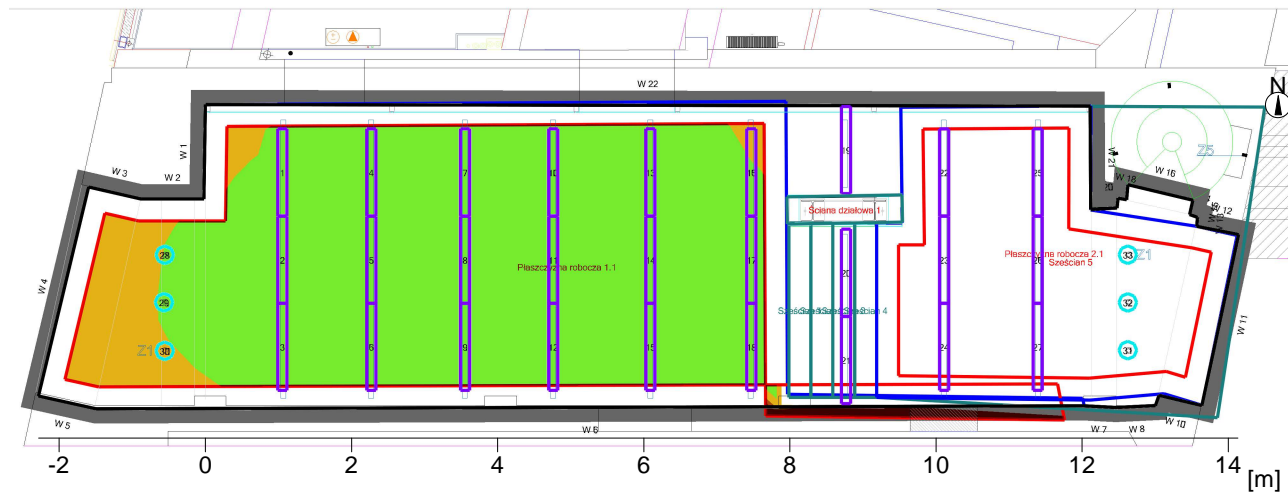 N
W 22
W 3
W 2
W 1
W 21
W 18
W 16
20
W 12
Z5
1
4
7
10
13
16
19
22
25
Ściana działowa 1
28
2
5
8
Płaszczyzna robocza 1.1
14
17
20
23
26
Płaszczyzna robocza 2.1
Sześcian 5
33
Z1
W 4
29
32
W 11
Sześcian 4
Z1
30
3
6
9
12
15
18
21
24
27
31
W 5
W 6
W 7
W 8
W 10
-2
0
2
4
6
8
10
12
14
[m]